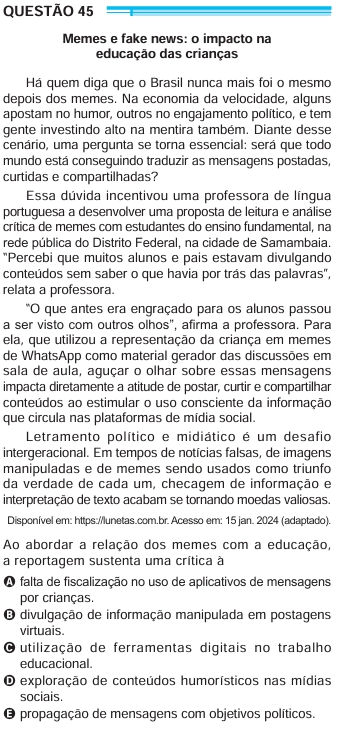 QUESTÃO 45
Memes e fake news: o impacto na
educação das crianças
Há quem diga que o Brasil nunca mais foi o mesmo
depois dos memes. Na economia da velocidade, alguns
apostam no humor, outros no engajamento político, e tem
gente investindo alto na mentira também. Diante desse
cenário, uma pergunta se torna essencial: será que todo
mundo está conseguindo traduzir as mensagens postadas,
curtidas e compartilhadas?
Essa dúvida incentivou uma professora de língua
portuguesa a desenvolver uma proposta de leitura e análise
crítica de memes com estudantes do ensino fundamental, na
rede pública do Distrito Federal, na cidade de Samambaia.
“Percebi que muitos alunos e pais estavam divulgando
conteúdos sem saber o que havia por trás das palavras”,
relata a professora.
“O que antes era engraçado para os alunos passou
a ser visto com outros olhos”, afirma a professora. Para
ela, que utilizou a representação da criança em memes
de WhatsApp como material gerador das discussões em
sala de aula, aguçar o olhar sobre essas mensagens
impacta diretamente a atitude de postar, curtir e compartilhar
conteúdos ao estimular o uso consciente da informação
que circula nas plataformas de mídia social.
Letramento político e midiático é um desafio
intergeracional. Em tempos de notícias falsas, de imagens
manipuladas e de memes sendo usados como triunfo
da verdade de cada um, checagem de informação e
interpretação de texto acabam se tornando moedas valiosas.
Disponível em: https://lunetas.com.br. Acesso em: 15 jan. 2024 (adaptado).
Ao abordar a relação dos memes com a educação,
a reportagem sustenta uma crítica à
A falta de fiscalização no uso de aplicativos de mensagens
por crianças.
B divulgação de informação manipulada em postagens
virtuais.
C utilização de ferramentas digitais no trabalho
educacional.
D exploração de conteúdos humorísticos nas mídias
sociais.
E propagação de mensagens com objetivos políticos.